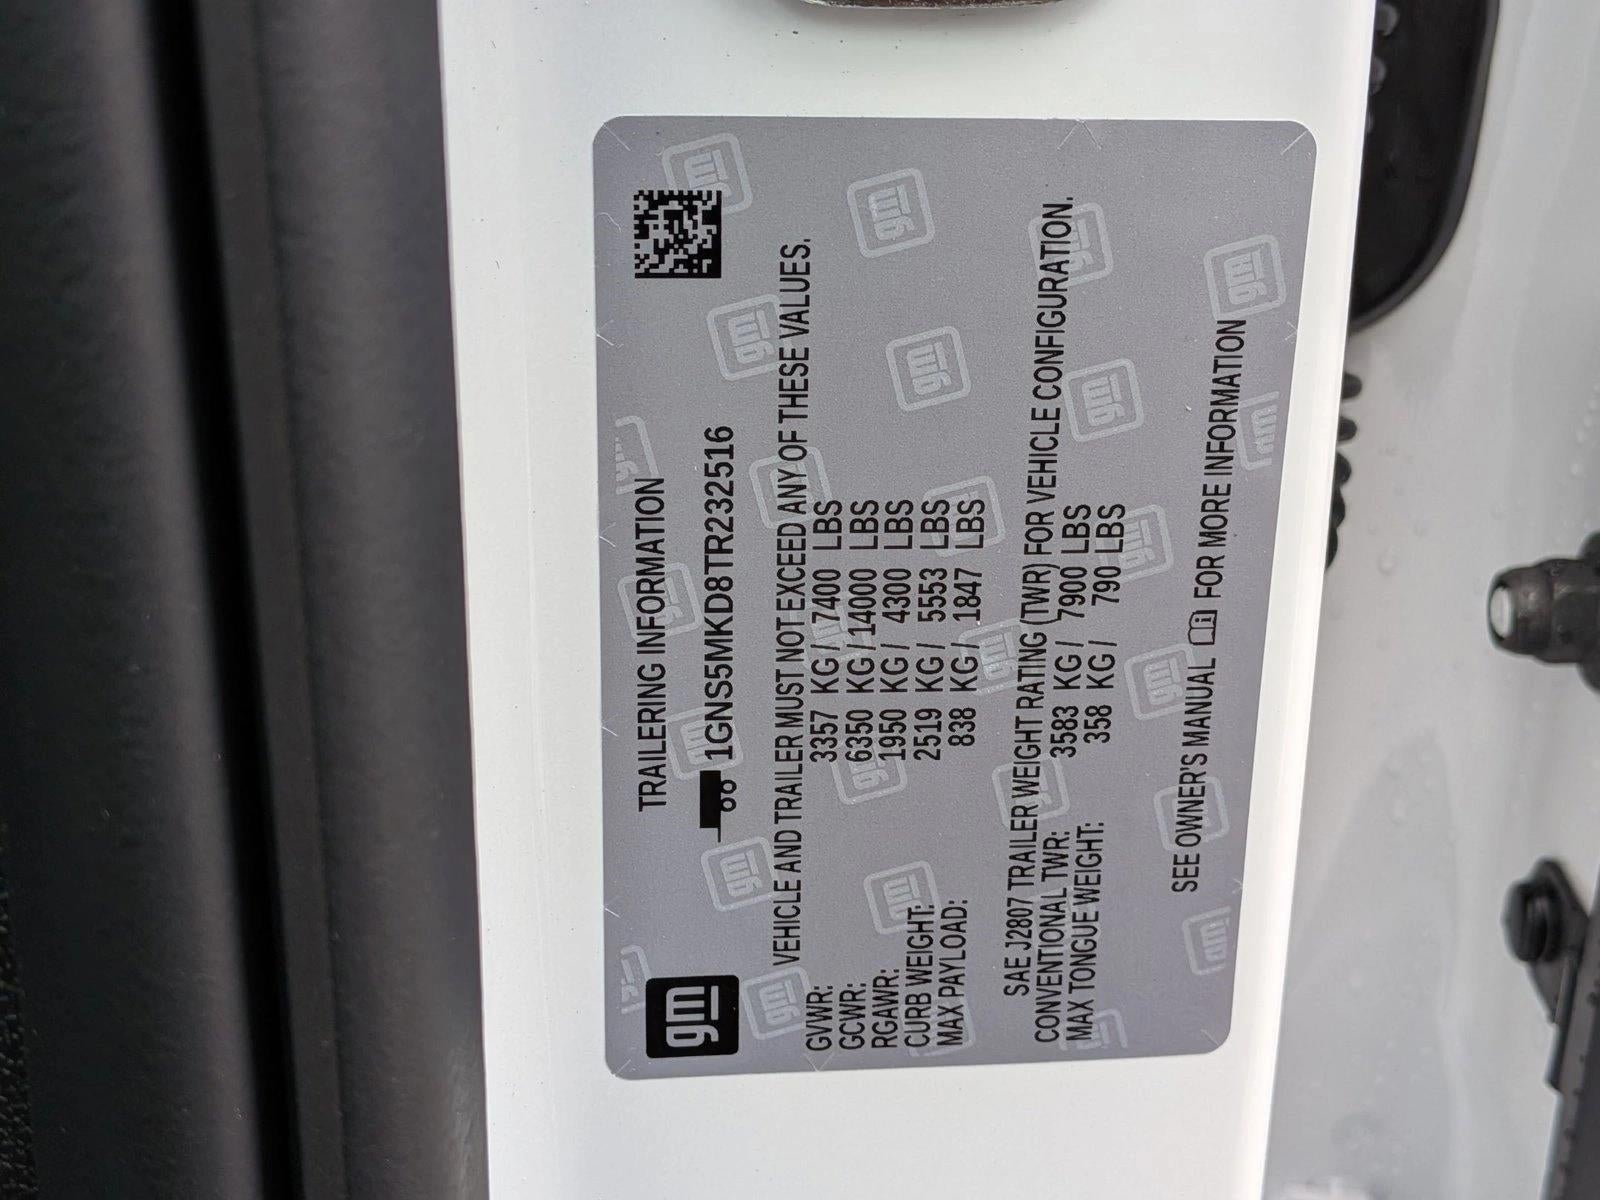 gm
TRAILERING INFORMATION
1GNS5MKD8TR232516
VEHICLE AND TRAILER MUST NOT EXCEED ANY OF THESE VALUES.
GVWR: 3357 KG / 7400 LBS
GCWR: 6350 KG /14000 LBS
RGAWR: 1950 KG / 4300 LBS
CURB WEIGHT: 2519 KG / 5553 LBS
MAX PAYLOAD: 838 KG / 1847 LBS
SAE J2807 TRAILER WEIGHT RATING (TWR) FOR VEHICLE CONFIGURATION.
CONVENTIONAL TWR: 3583 KG / 7900 LBS
MAX TONGUE WEIGHT: 358 KG / 790 LBS
SEE OWNER'S MANUAL FOR MORE INFORMATION